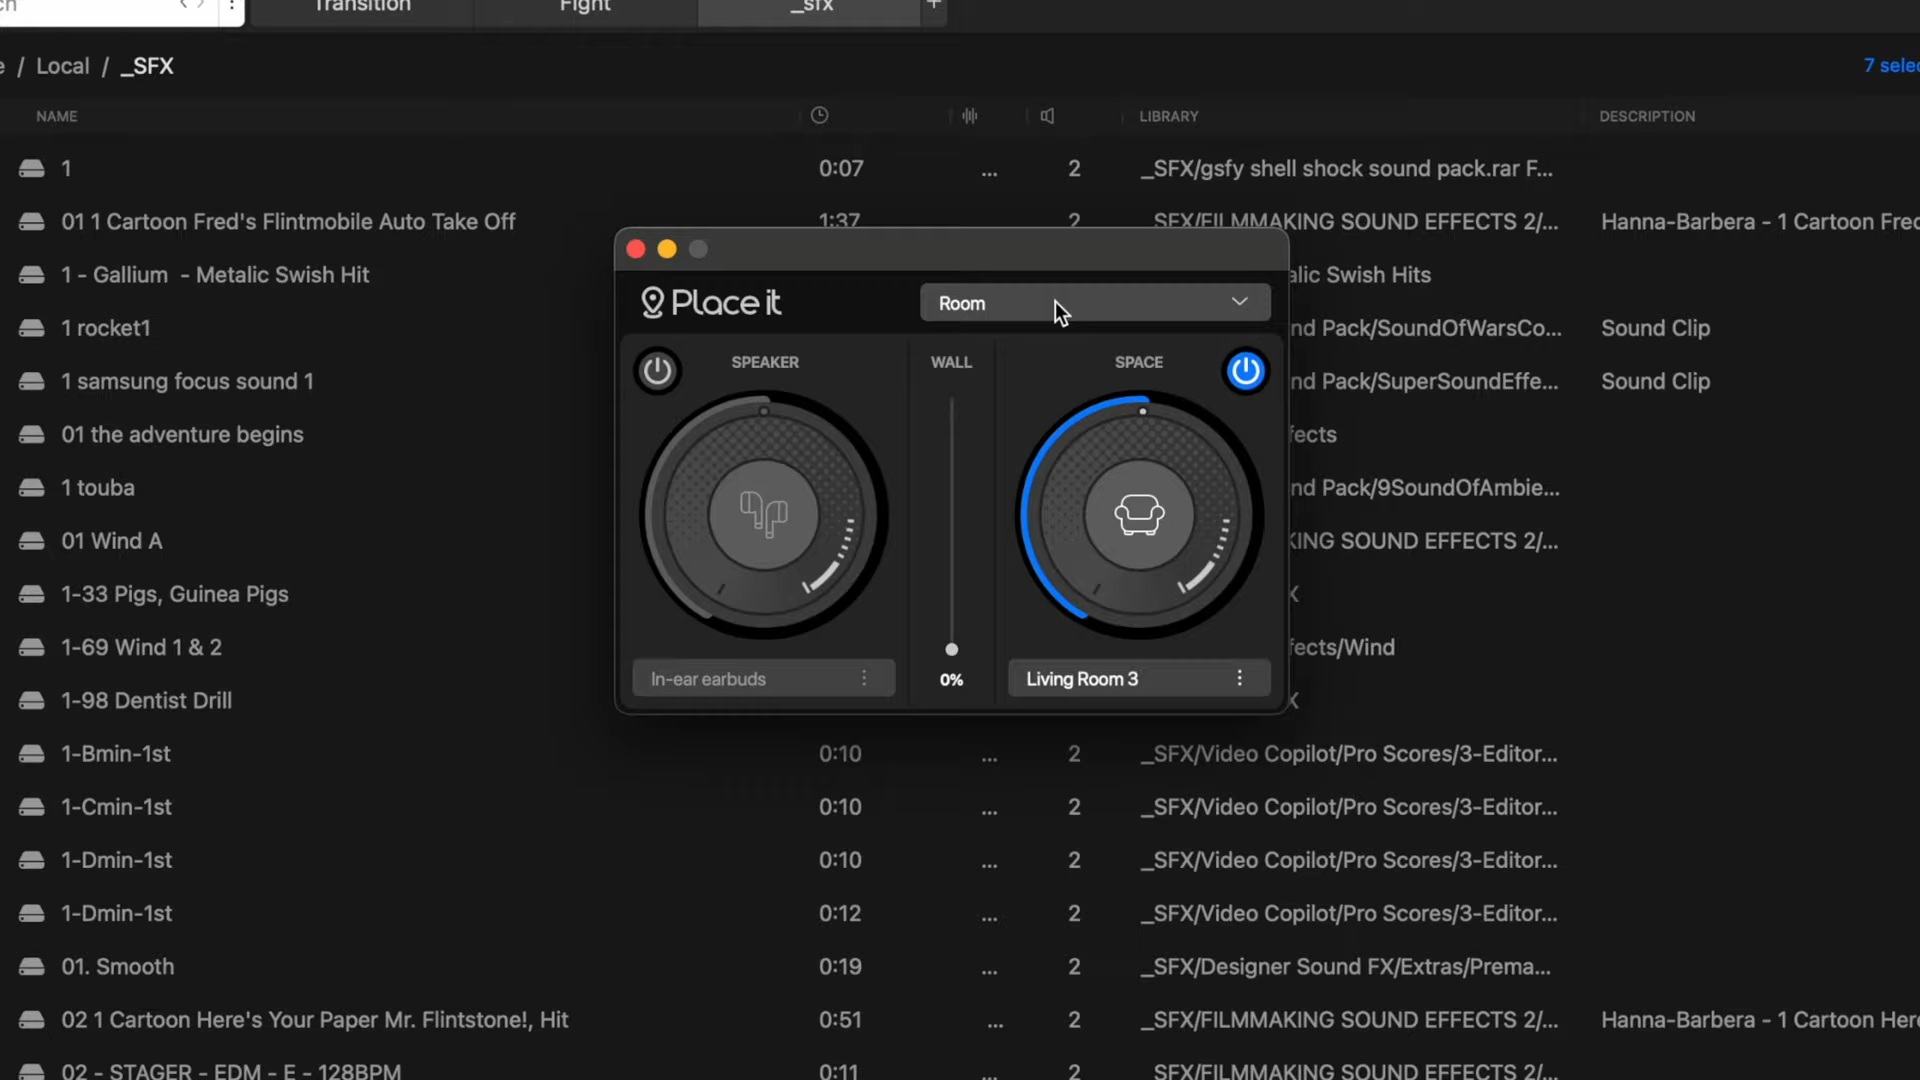 Transition Fight _sfx +
/ Local / _SFX
7 selec
NAME LIBRARY DESCRIPTION
1 0:07 ... 2 _SFX/gsfy shell shock sound pack.rar F...
01 1 Cartoon Fred's Flintmobile Auto Take Off 1:37 2 SFX/FILMMAKING SOUND EFFECTS 2/... Hanna-Barbera - 1 Cartoon Fred
1 - Gallium - Metalic Swish Hit alic Swish Hits
Place it Room
1 rocket1 nd Pack/SoundOfWarsCo... Sound Clip
SPEAKER WALL SPACE
1 samsung focus sound 1 nd Pack/SuperSoundEffe... Sound Clip
01 the adventure begins fects
1 touba nd Pack/9SoundOfAmbie...
01 Wind A KING SOUND EFFECTS 2/...
1-33 Pigs, Guinea Pigs X
1-69 Wind 1 & 2 fects/Wind
In-ear earbuds 0% Living Room 3
1-98 Dentist Drill X
1-Bmin-1st 0:10 ... 2 _SFX/Video Copilot/Pro Scores/3-Editor...
1-Cmin-1st 0:10 ... 2 _SFX/Video Copilot/Pro Scores/3-Editor...
1-Dmin-1st 0:10 ... 2 _SFX/Video Copilot/Pro Scores/3-Editor...
1-Dmin-1st 0:12 ... 2 _SFX/Video Copilot/Pro Scores/3-Editor...
01. Smooth 0:19 ... 2 _SFX/Designer Sound FX/Extras/Prema...
02 1 Cartoon Here's Your Paper Mr. Flintstone!, Hit 0:51 ... 2 _SFX/FILMMAKING SOUND EFFECTS 2/... Hanna-Barbera - 1 Cartoon Here
02 - STAGER - EDM - E - 128BPM 0:11 ... 2 SFX/FILMMAKING SOUND EFFECTS 2/...